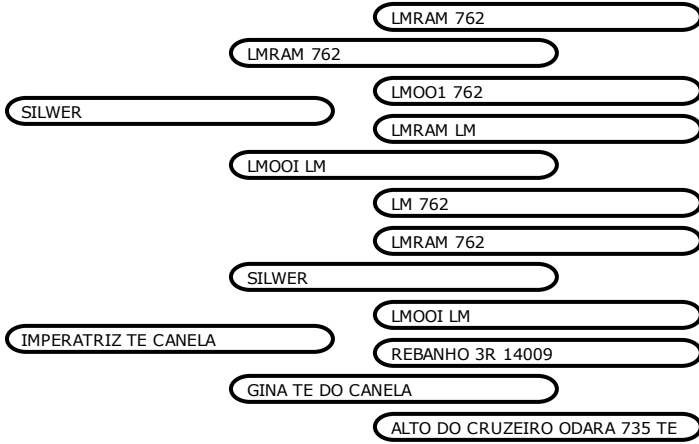 LMRAM 762
LMRAM 762
LMOO1 762
SILWER
LMRAM LM
LMOOI LM
LM 762
LMRAM 762
SILWER
LMOOI LM
IMPERATRIZ TE CANELA
REBANHO 3R 14009
GINA TE DO CANELA
ALTO DO CRUZEIRO ODARA 735 TE